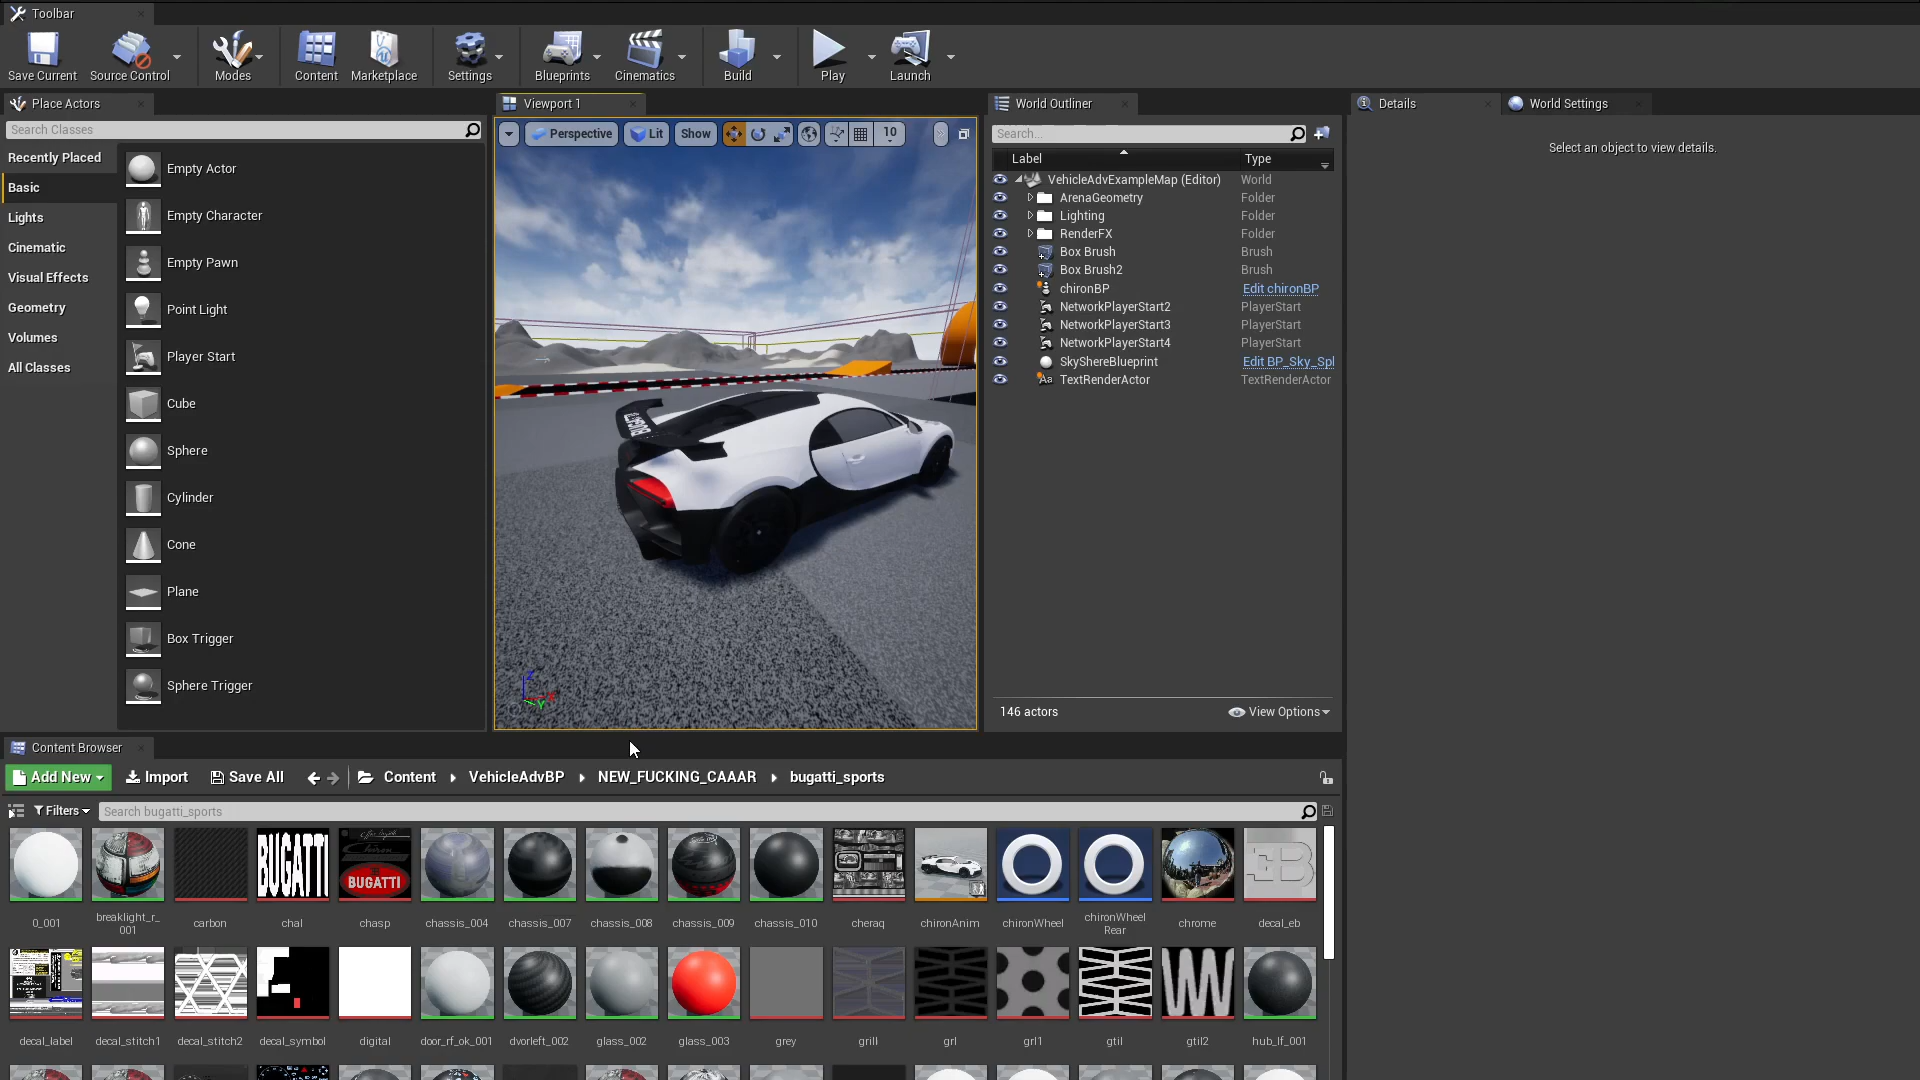 Toolbar
Save Current
Source Control
Modes
Content
Marketplace
Settings
Blueprints
Cinematics
Build
Play
Launch
Place Actors
Search Classes
Recently Placed
Basic
Lights
Cinematic
Visual Effects
Geometry
Volumes
All Classes
Empty Actor
Empty Character
Empty Pawn
Point Light
Player Start
Cube
Sphere
Cylinder
Cone
Plane
Box Trigger
Sphere Trigger
Viewport 1
Perspective
Lit
Show
10
World Outliner
Search...
Label Type
VehicleAdvExampleMap (Editor) World
ArenaGeometry Folder
Lighting Folder
RenderFX Folder
Box Brush Brush
Box Brush2 Brush
chironBP Edit chironBP
NetworkPlayerStart2 PlayerStart
NetworkPlayerStart3 PlayerStart
NetworkPlayerStart4 PlayerStart
SkyShereBlueprint Edit BP_Sky_Spl
TextRenderActor TextRenderActor
146 actors
View Options
Details
World Settings
Select an object to view details.
Content Browser
Add New Import Save All Content VehicleAdvBP NEW_FUCKING_CAAAR bugatti_sports
Filters Search bugatti_sports
BUGATTI
Chiron
BUGATTI
0_001
breaklight_r_
001
carbon
chal
chasp
chassis_004
chassis_007
chassis_008
chassis_009
chassis_010
cheraq
chironAnim
chironWheel
chironWheel
Rear
chrome
decal_eb
decal_label
decal_stitch1
decal_stitch2
decal_symbol
digital
door_rf_ok_001
dvorleft_002
glass_002
glass_003
grey
grill
grl
grl1
gtil
gtil2
hub_lf_001